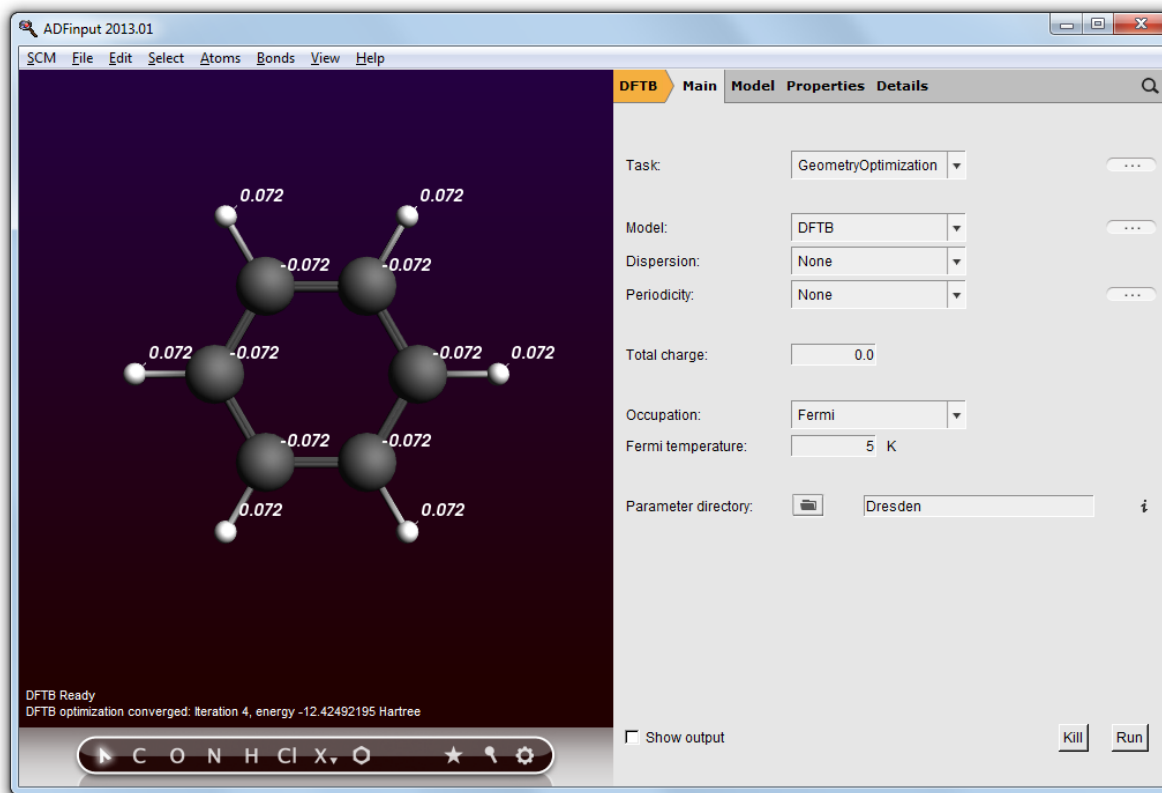 ADFinput 2013.01
SCM File Edit Select Atoms Bonds View Help
DFTB Main Model Properties Details
Task: GeometryOptimization ...
Model: DFTB ...
Dispersion: None
Periodicity: None ...
Total charge: 0.0
Occupation: Fermi
Fermi temperature: 5 K
Parameter directory: Dresden i
Show output Kill Run
0.072 0.072
-0.072 -0.072
0.072 -0.072 -0.072 0.072
-0.072 -0.072
0.072 0.072
DFTB Ready
DFTB optimization converged: Iteration 4, energy -12.42492195 Hartree
C O N H Cl X